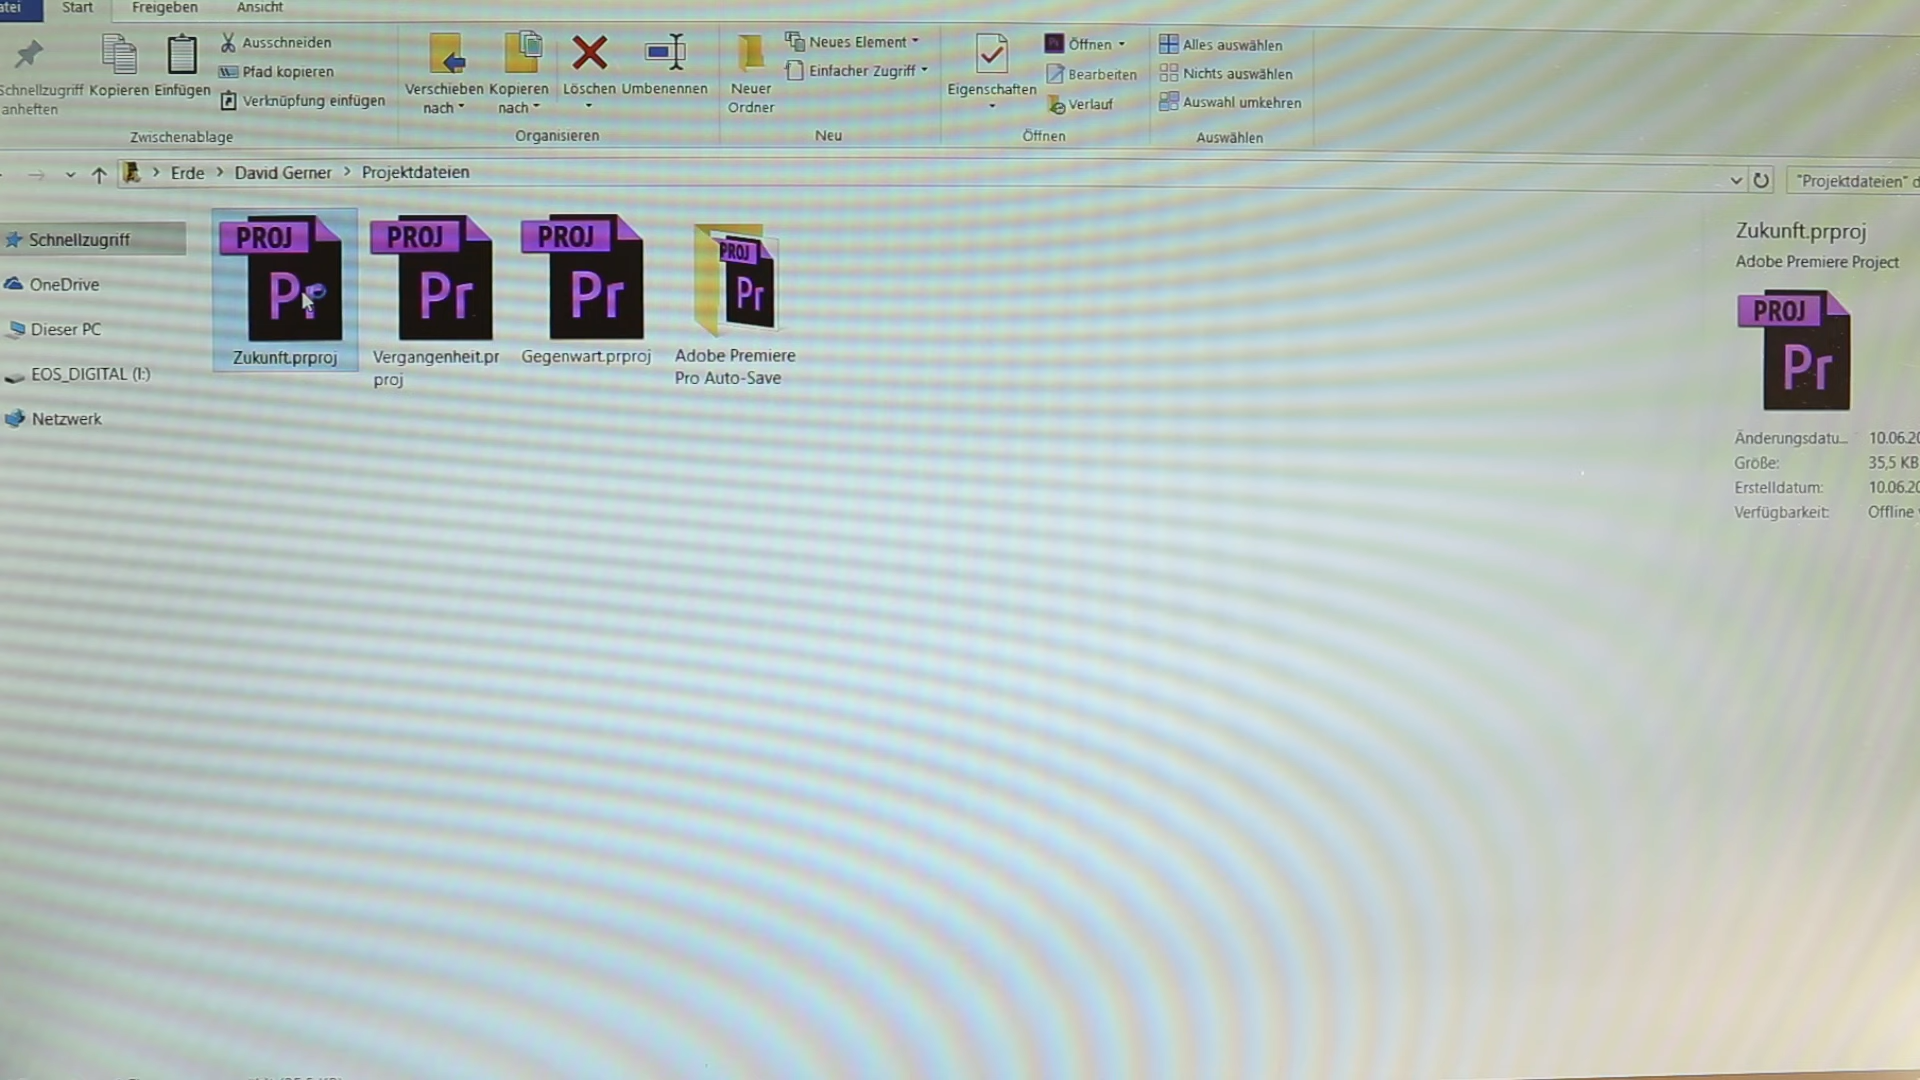 Start Freigeben Ansicht
Ausschneiden
Pfad kopieren
Verknüpfung einfügen
Schnellzugriff Kopieren Einfügen
anheften
Zwischenablage
Verschieben Kopieren Löschen Umbenennen
nach nach
Organisieren
Neuer
Ordner
Neues Element
Einfacher Zugriff
Neu
Eigenschaften
Öffnen
Bearbeiten
Verlauf
Öffnen
Alles auswählen
Nichts auswählen
Auswahl umkehren
Auswählen
Erde > David Gerner > Projektdateien
"Projektdateien" d
Schnellzugriff
OneDrive
Dieser PC
EOS_DIGITAL (I:)
Netzwerk
PROJ
Pr
Zukunft.prproj
PROJ
Pr
Vergangenheit.pr
proj
PROJ
Pr
Gegenwart.prproj
PROJ
Pr
Adobe Premiere
Pro Auto-Save
Zukunft.prproj
Adobe Premiere Project
PROJ
Pr
Änderungsdatu... 10.06.20
Größe: 35,5 KB
Erstelldatum: 10.06.20
Verfügbarkeit: Offline